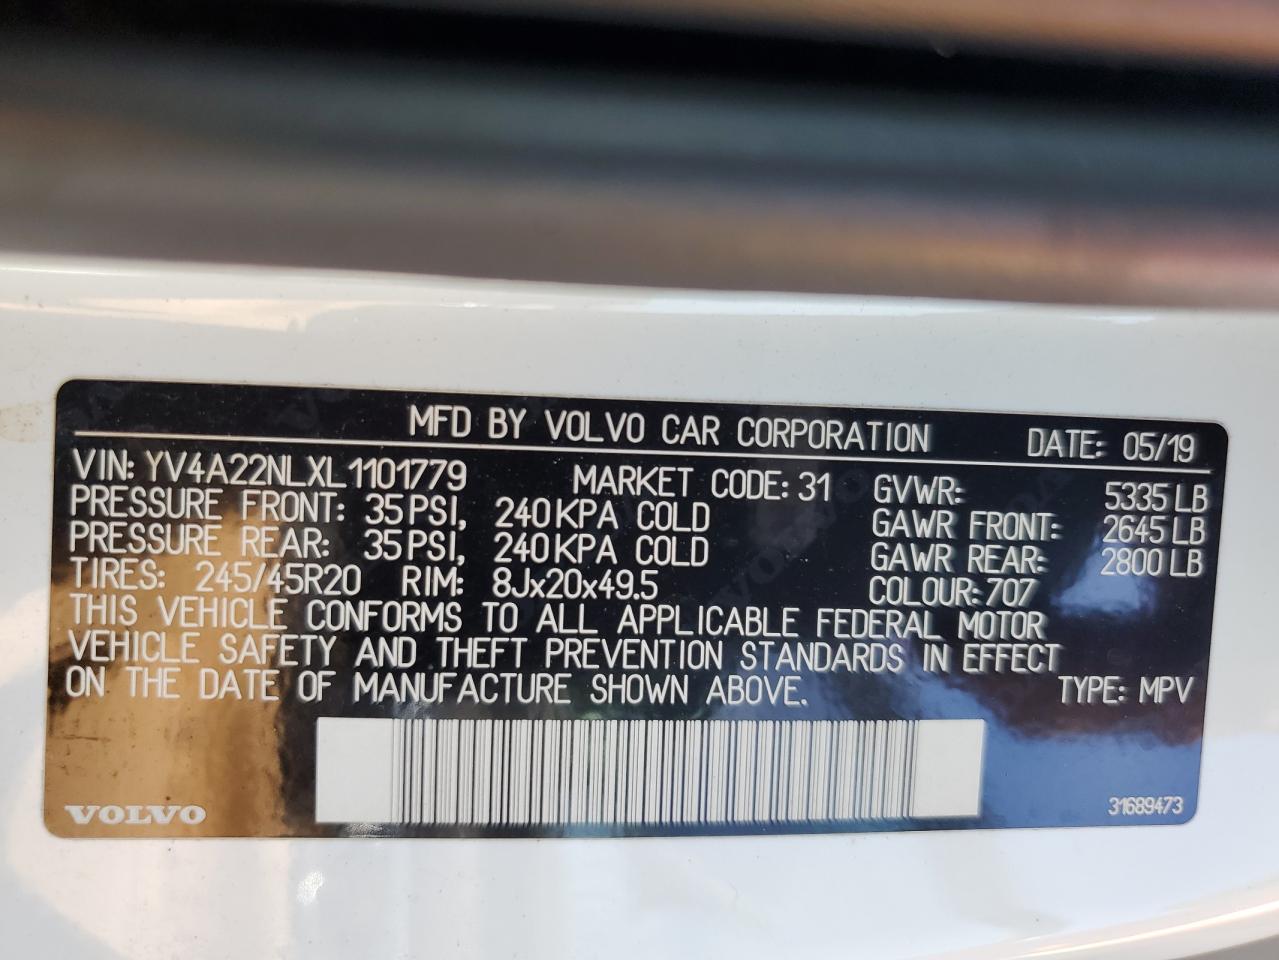 MFD BY VOLVO CAR CORPORATION DATE: 05/19
VIN: YV4A22NLXL1101779 MARKET CODE: 31 GVWR: 5335 LB
PRESSURE FRONT: 35 PSI, 240 KPA COLD GAWR FRONT: 2645 LB
PRESSURE REAR: 35 PSI, 240 KPA COLD GAWR REAR: 2800 LB
TIRES: 245/45R20 RIM: 8Jx20x49.5 COLOUR: 707
THIS VEHICLE CONFORMS TO ALL APPLICABLE FEDERAL MOTOR
VEHICLE SAFETY AND THEFT PREVENTION STANDARDS IN EFFECT
ON THE DATE OF MANUFACTURE SHOWN ABOVE. TYPE: MPV
VOLVO 31689473